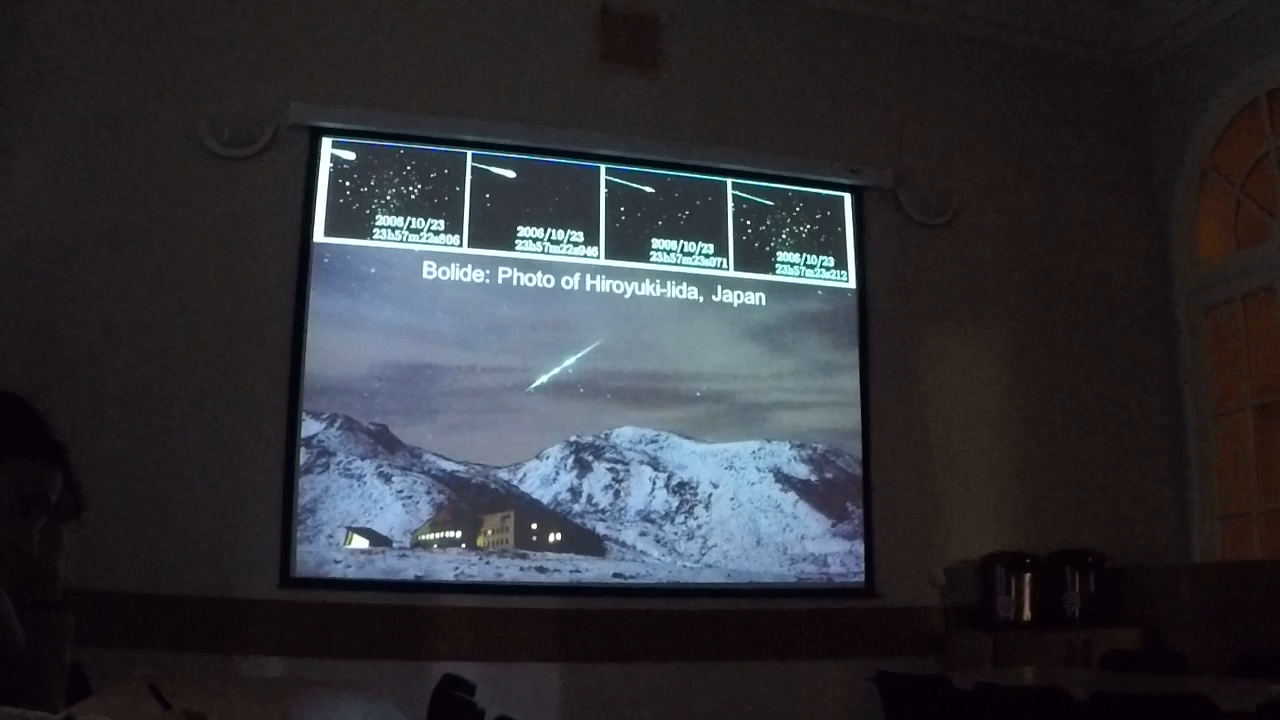 2006/10/23
23h57m22s806
2006/10/23
23h57m22s946
2006/10/23
23h57m23s071
2006/10/23
23h57m23s212
Bolide: Photo of Hiroyuki-Iida, Japan